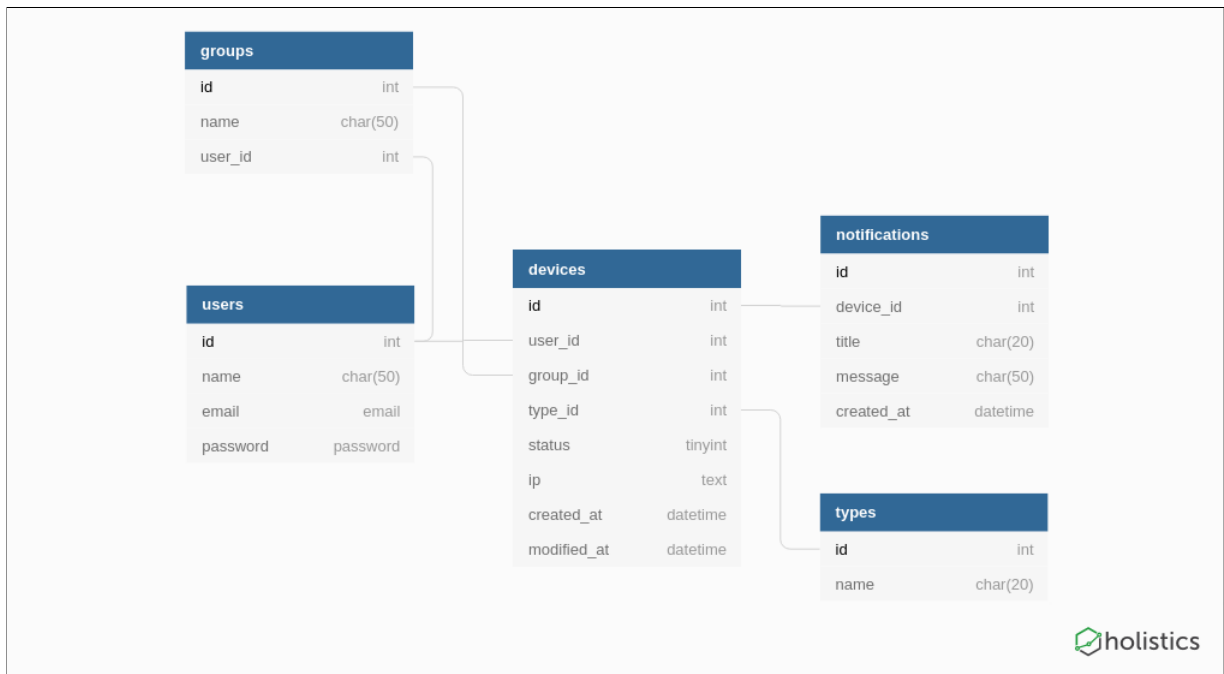 groups
id int
name char(50)
user_id int
users
id int
name char(50)
email email
password password
devices
id int
user_id int
group_id int
type_id int
status tinyint
ip text
created_at datetime
modified_at datetime
notifications
id int
device_id int
title char(20)
message char(50)
created_at datetime
types
id int
name char(20)
holistics